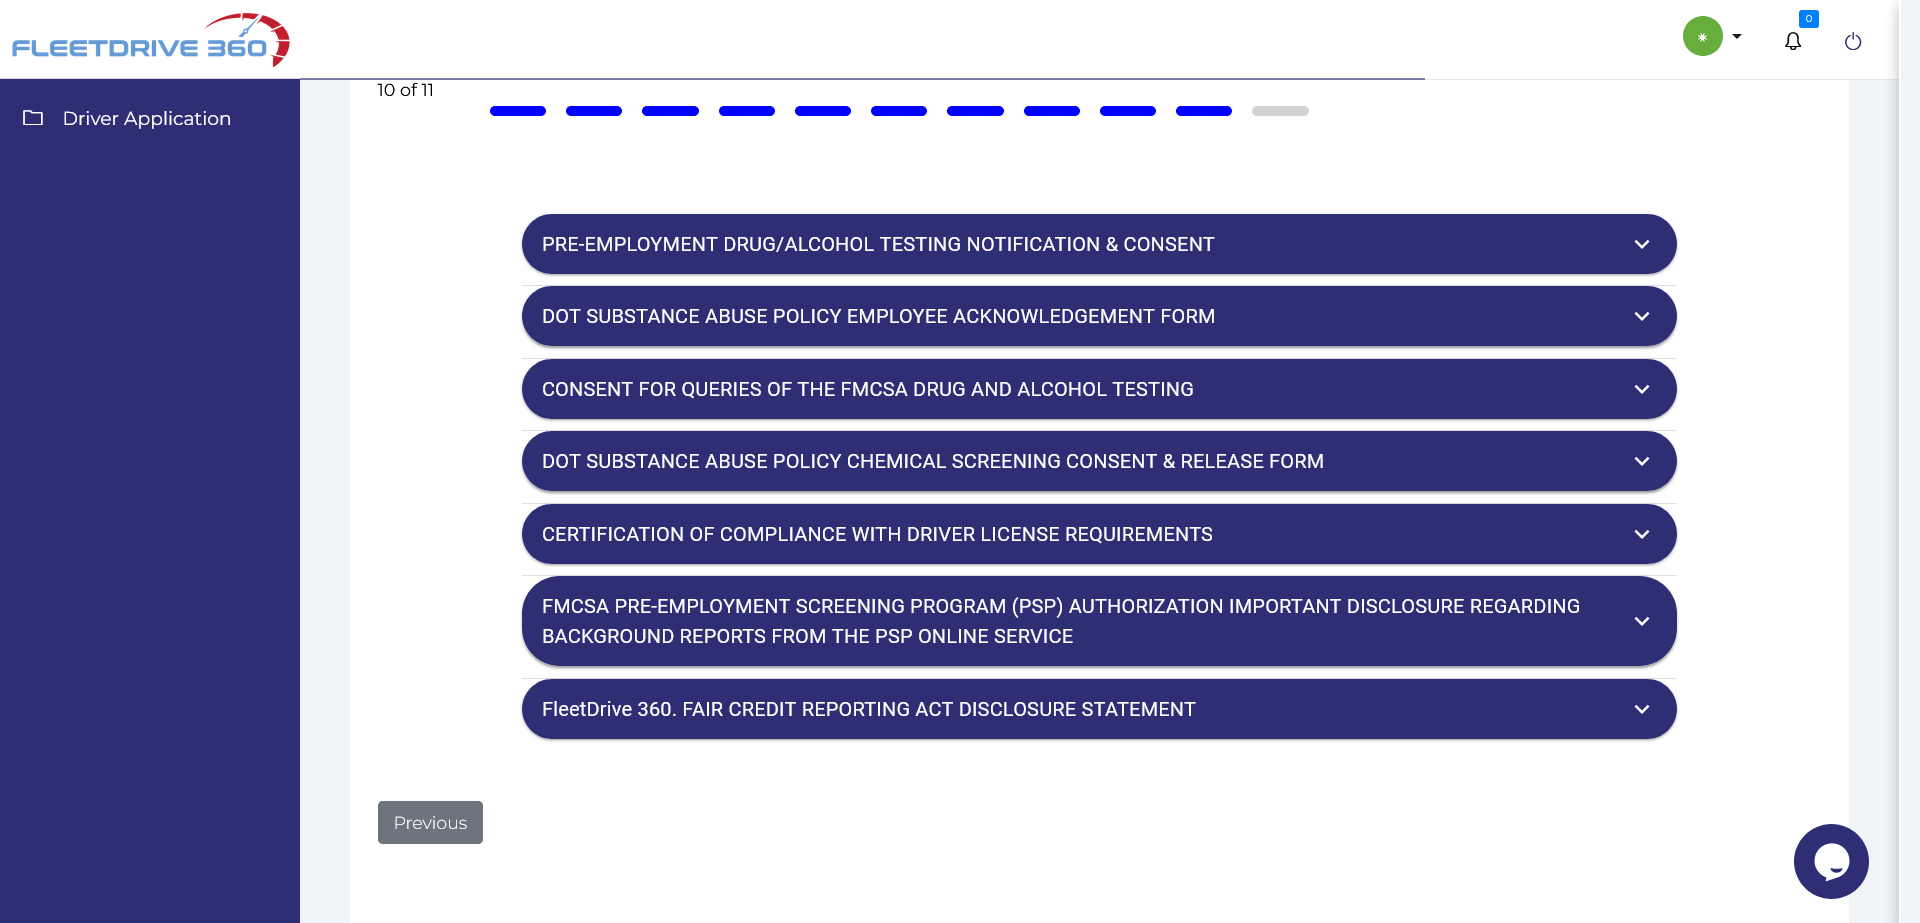 FLEETDRIVE 360
0
Driver Application
10 of 11
PRE-EMPLOYMENT DRUG/ALCOHOL TESTING NOTIFICATION & CONSENT
DOT SUBSTANCE ABUSE POLICY EMPLOYEE ACKNOWLEDGEMENT FORM
CONSENT FOR QUERIES OF THE FMCSA DRUG AND ALCOHOL TESTING
DOT SUBSTANCE ABUSE POLICY CHEMICAL SCREENING CONSENT & RELEASE FORM
CERTIFICATION OF COMPLIANCE WITH DRIVER LICENSE REQUIREMENTS
FMCSA PRE-EMPLOYMENT SCREENING PROGRAM (PSP) AUTHORIZATION IMPORTANT DISCLOSURE REGARDING
BACKGROUND REPORTS FROM THE PSP ONLINE SERVICE
FleetDrive 360. FAIR CREDIT REPORTING ACT DISCLOSURE STATEMENT
Previous